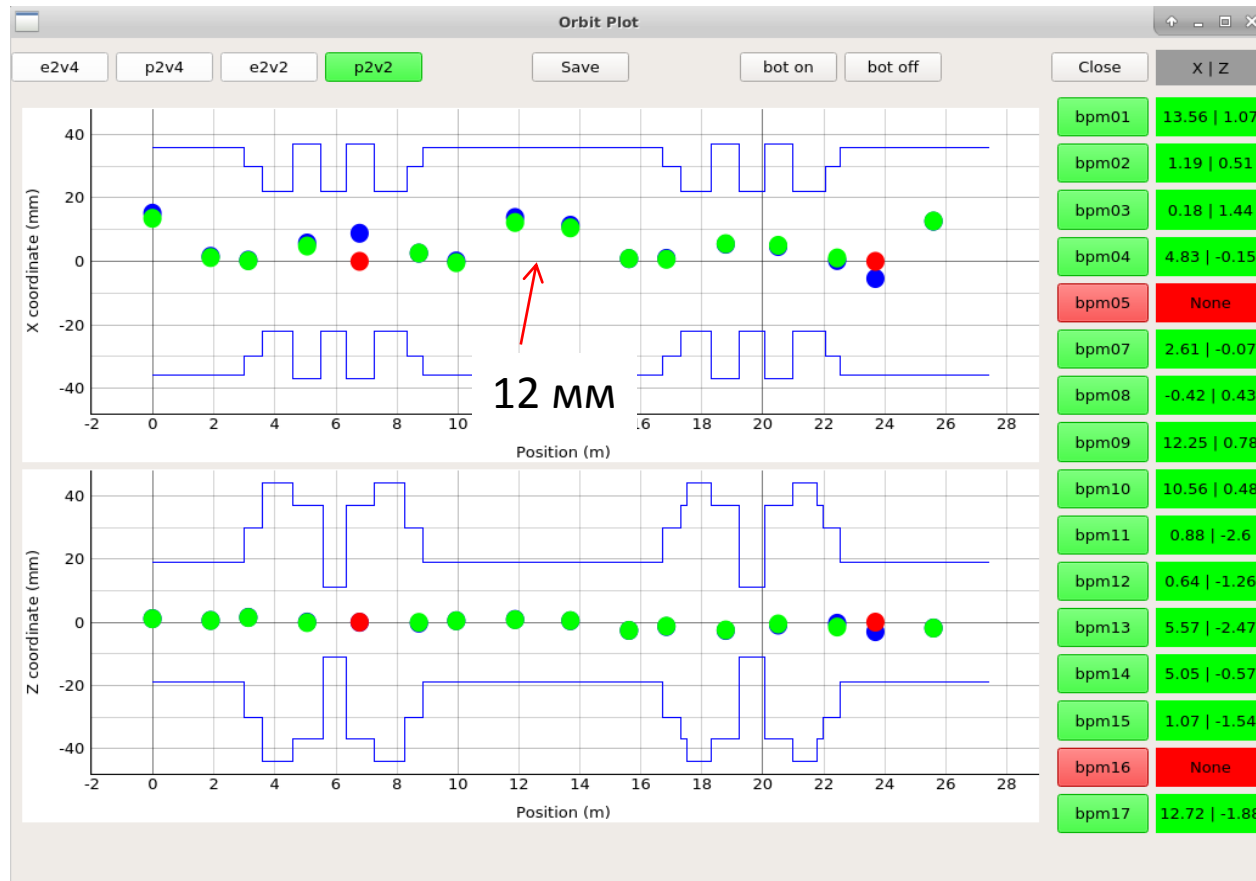 Orbit Plot
e2v4 p2v4 e2v2 p2v2 Save bot on bot off Close X | Z
bpm01 13.56 | 1.07
bpm02 1.19 | 0.51
bpm03 0.18 | 1.44
bpm04 4.83 | -0.15
bpm05 None
bpm07 2.61 | -0.07
bpm08 -0.42 | 0.43
bpm09 12.25 | 0.78
bpm10 10.56 | 0.48
bpm11 0.88 | -2.6
bpm12 0.64 | -1.26
bpm13 5.57 | -2.47
bpm14 5.05 | -0.57
bpm15 1.07 | -1.54
bpm16 None
bpm17 12.72 | -1.88
X coordinate (mm)
40
20
0
-20
-40
12 мм
-2 0 2 4 6 8 10 16 18 20 22 24 26 28
Position (m)
Z coordinate (mm)
40
20
0
-20
-40
-2 0 2 4 6 8 10 12 14 16 18 20 22 24 26 28
Position (m)